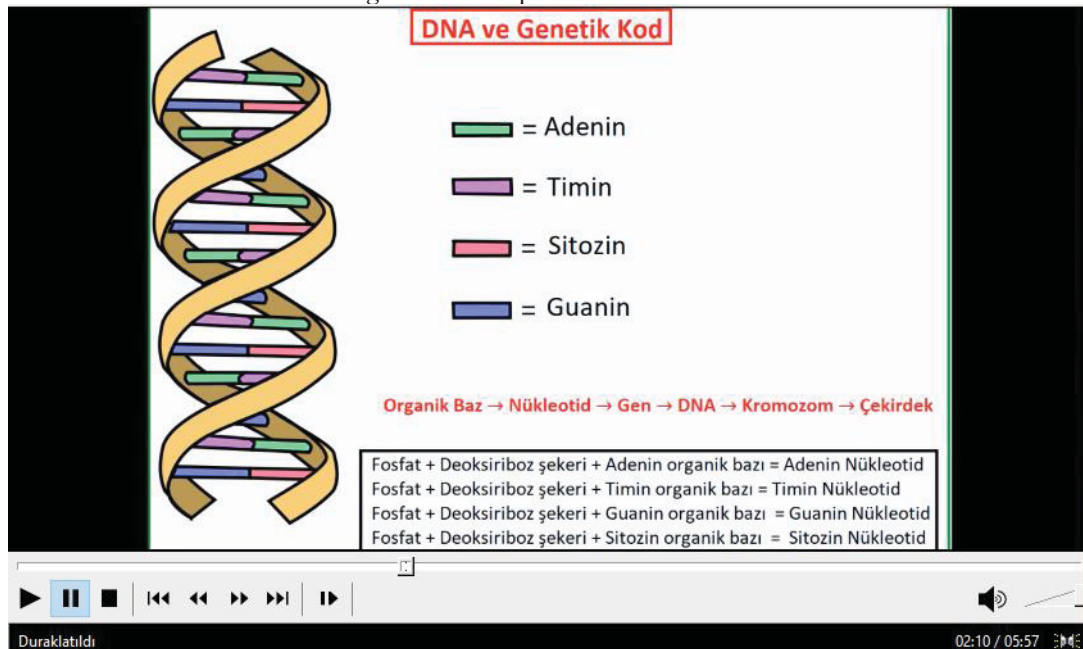 DNA ve Genetik Kod
= Adenin
= Timin
= Sitozin
= Guanin
Organik Baz → Nükleotid → Gen → DNA → Kromozom → Çekirdek
Fosfat + Deoksiriboz şekeri + Adenin organik bazı = Adenin Nükleotid
Fosfat + Deoksiriboz şekeri + Timin organik bazı = Timin Nükleotid
Fosfat + Deoksiriboz şekeri + Guanin organik bazı = Guanin Nükleotid
Fosfat + Deoksiriboz şekeri + Sitozin organik bazı = Sitozin Nükleotid
Duraklatıldı 02:10 / 05:57